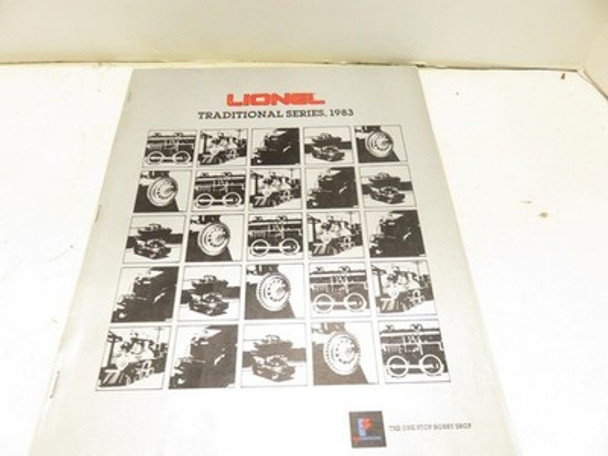 LIONEL
TRADITIONAL SERIES, 1983
THE ONE STOP HOBBY SHOP